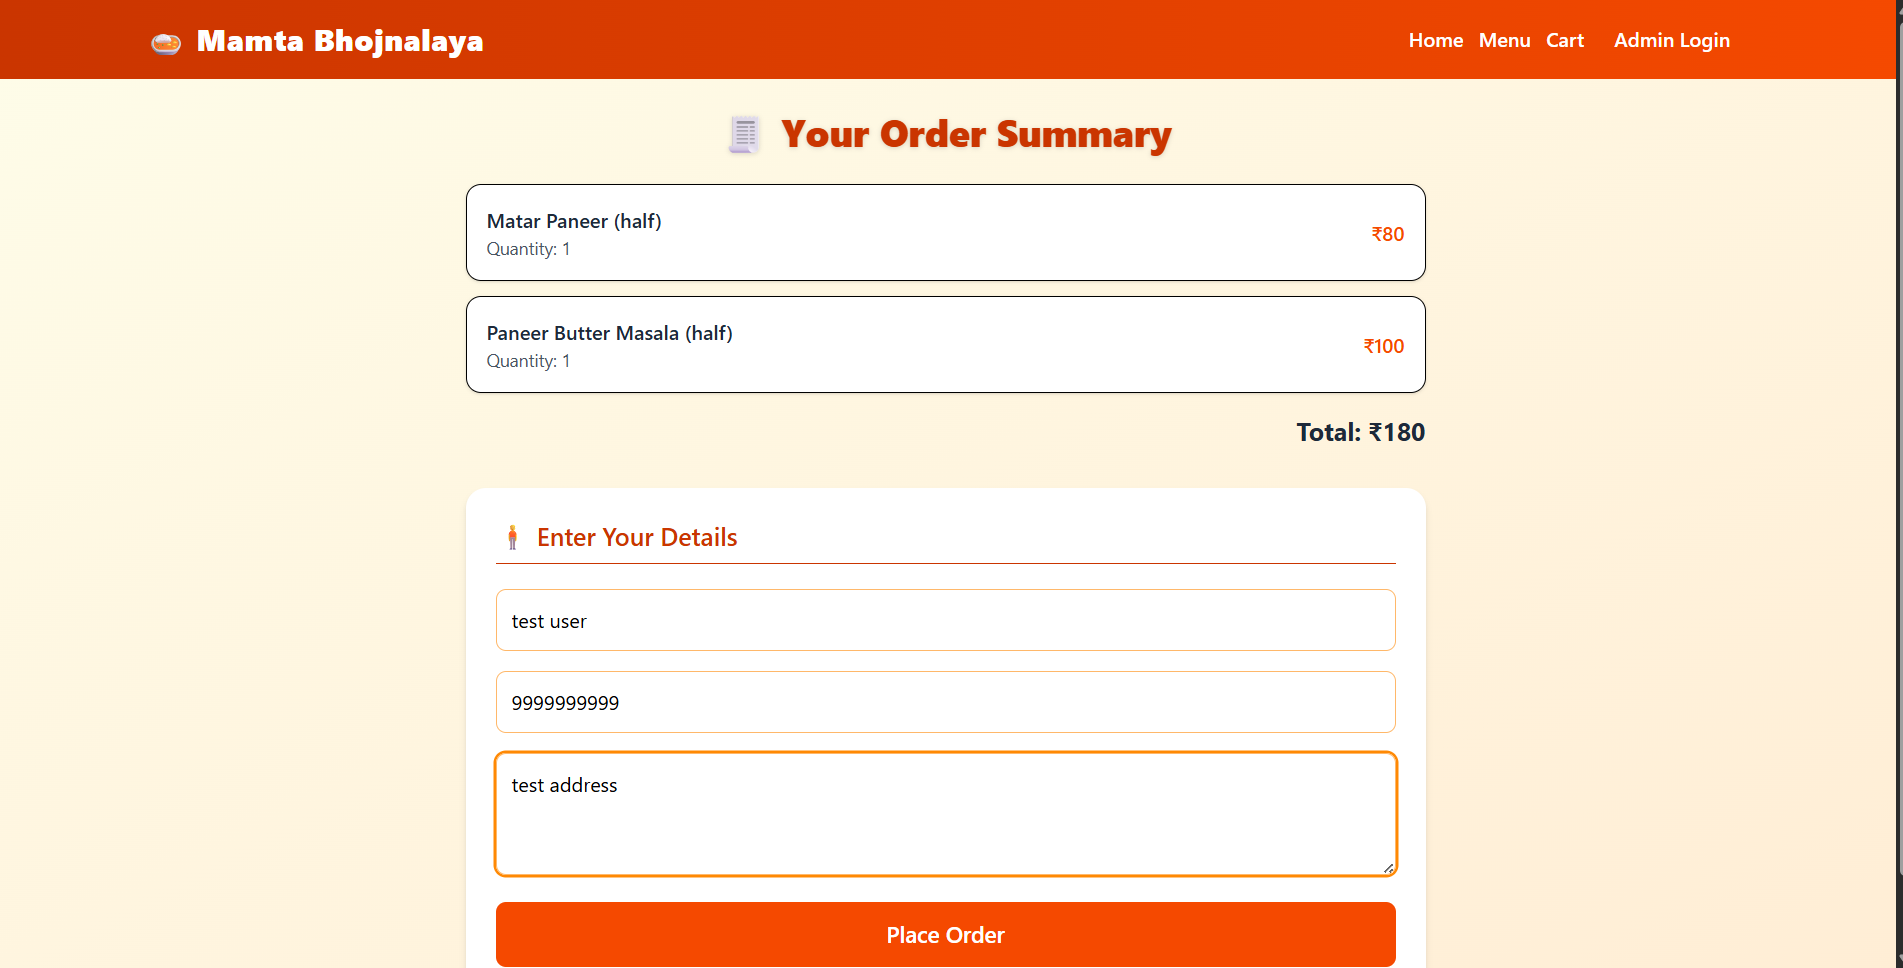 Mamta Bhojnalaya
Home Menu Cart Admin Login
Your Order Summary
Matar Paneer (half)
Quantity: 1
₹80
Paneer Butter Masala (half)
Quantity: 1
₹100
Total: ₹180
Enter Your Details
test user
9999999999
test address
Place Order